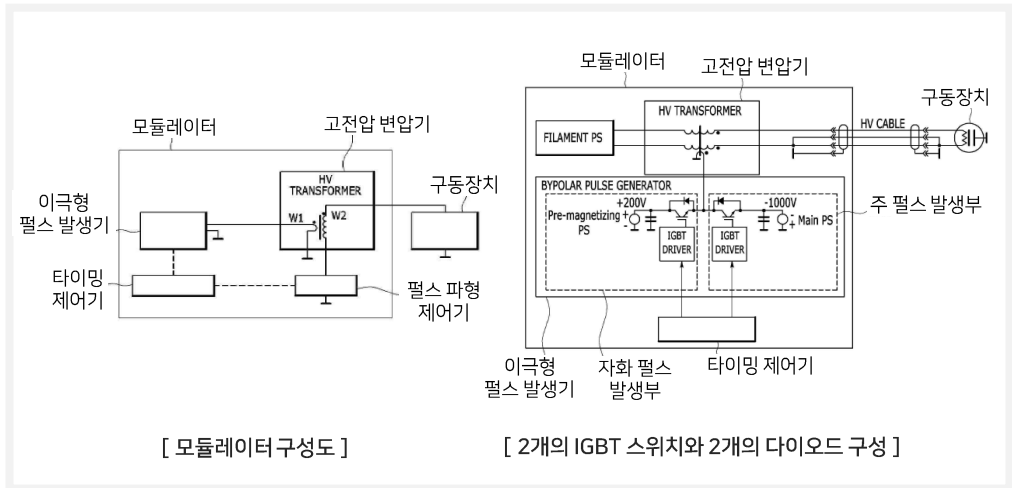 모듈레이터
고전압 변압기
이극형
펄스 발생기
HV
TRANSFORMER
W1
W2
구동장치
타이밍
제어기
펄스 파형
제어기
[ 모듈레이터 구성도 ]
모듈레이터
고전압 변압기
구동장치
HV TRANSFORMER
FILAMENT PS
HV CABLE
BYPOLAR PULSE GENERATOR
+200V
-1000V
Pre-magnetizing
PS
+
-
-
+
Main PS
IGBT
DRIVER
IGBT
DRIVER
주 펄스 발생부
이극형
펄스 발생기
자화 펄스
발생부
타이밍 제어기
[ 2개의 IGBT 스위치와 2개의 다이오드 구성 ]